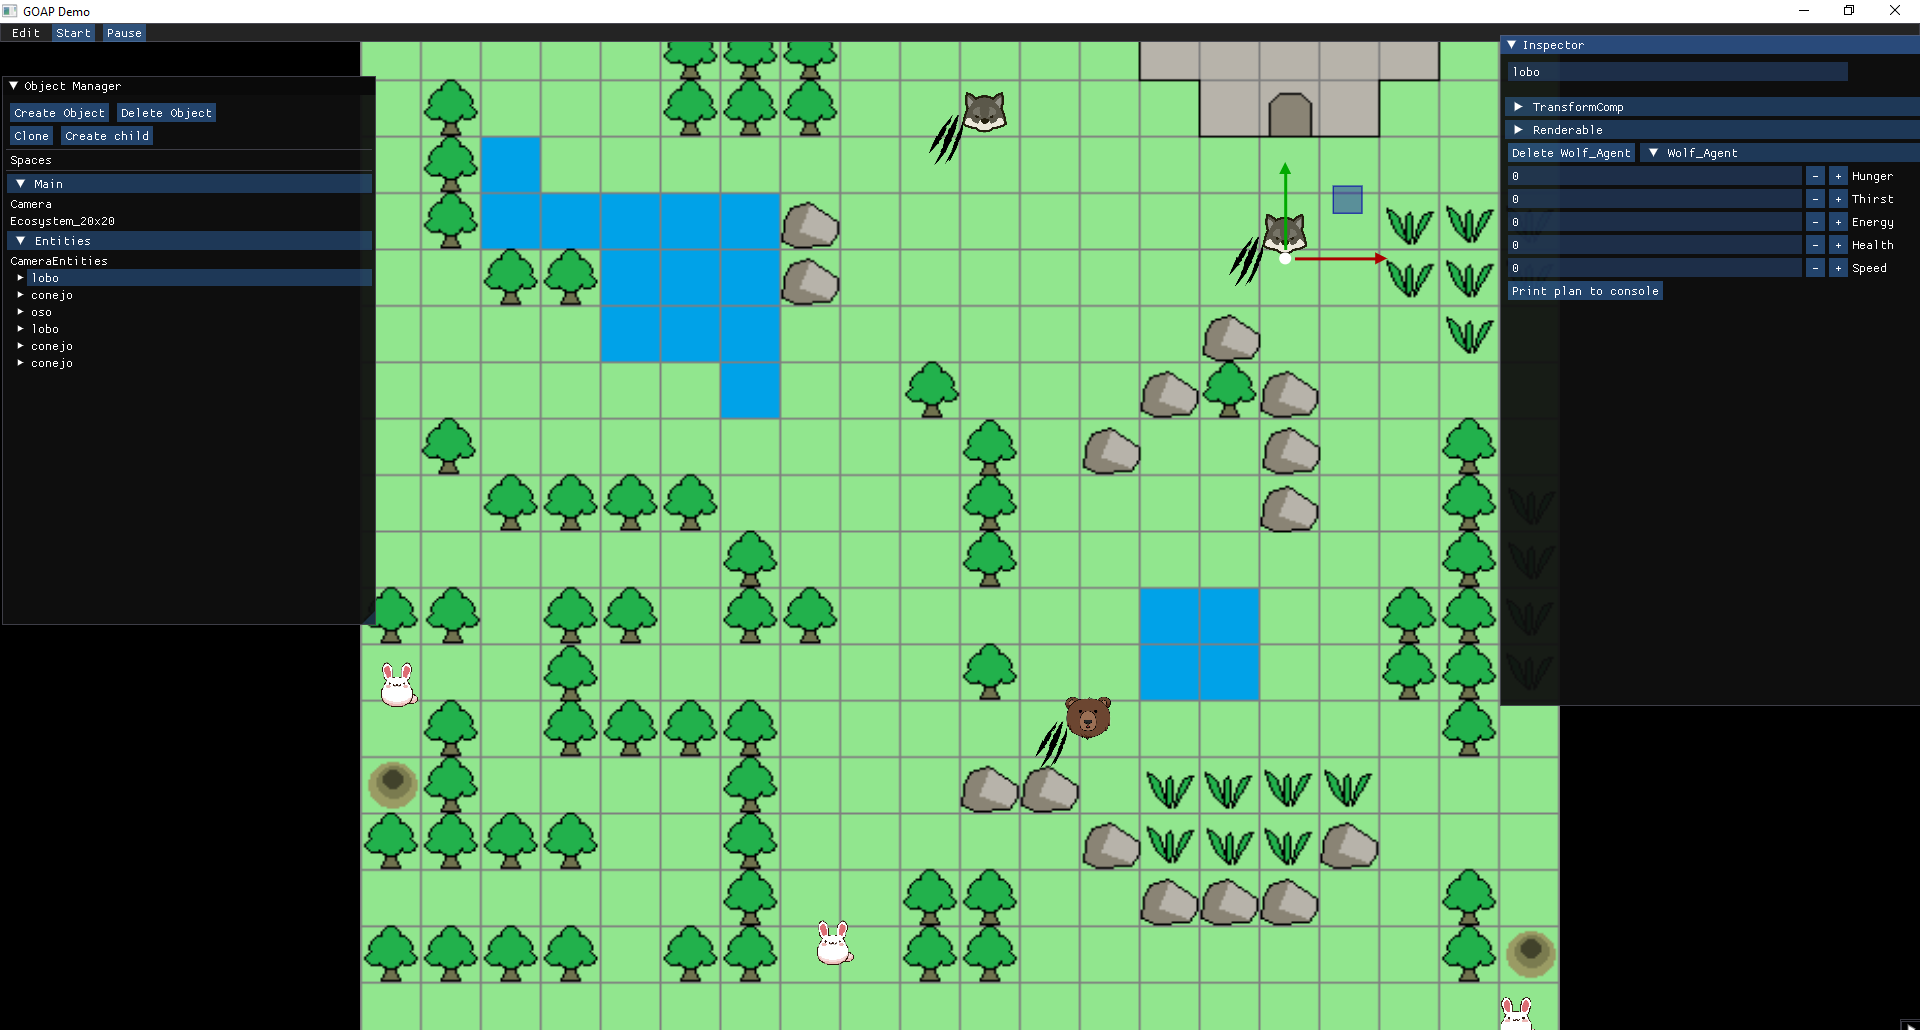 GOAP Demo
Edit Start Pause
Object Manager
Create Object Delete Object
Clone Create child
Spaces
Main
Camera
Ecosystem_20x20
Entities
CameraEntities
lobo
conejo
oso
lobo
conejo
conejo
Inspector
lobo
TransformComp
Renderable
Delete Wolf_Agent Wolf_Agent
0 - + Hunger
0 - + Thirst
0 - + Energy
0 - + Health
0 - + Speed
Print plan to console